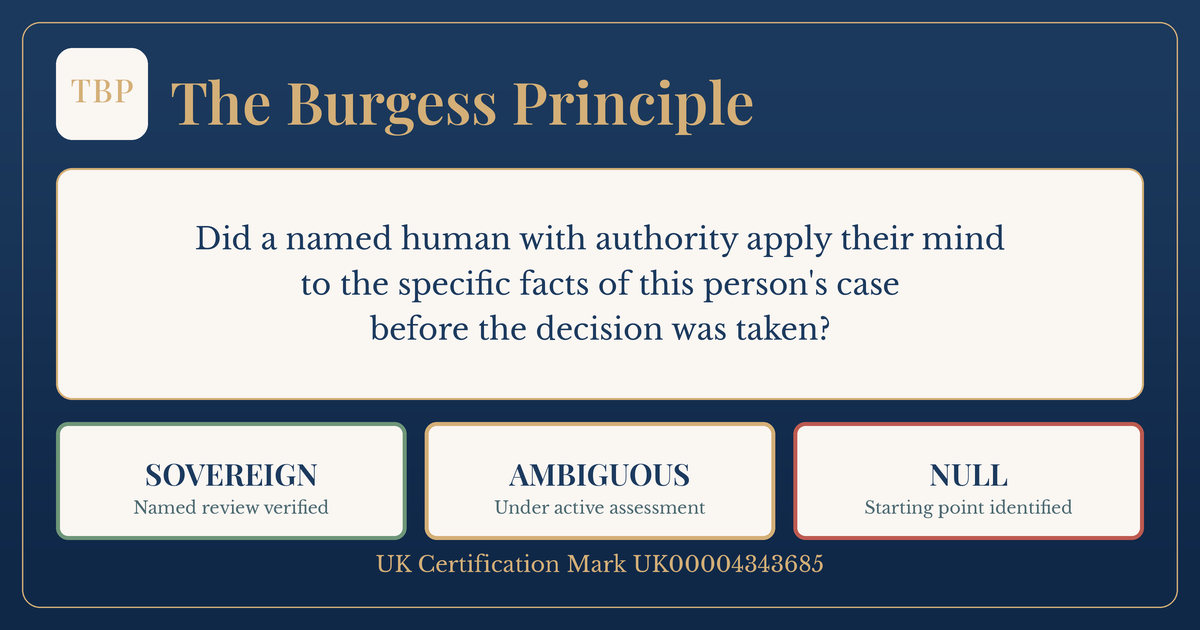 TBP
The Burgess Principle
Did a named human with authority apply their mind
to the specific facts of this person's case
before the decision was taken?
SOVEREIGN
Named review verified
AMBIGUOUS
Under active assessment
NULL
Starting point identified
UK Certification Mark UK00004343685